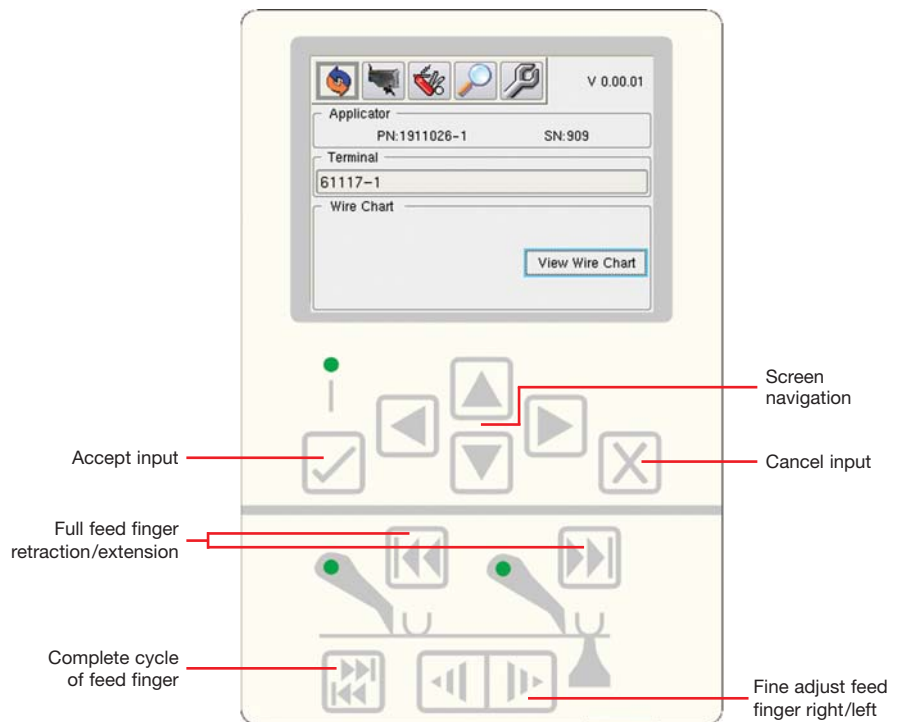 V 0.00.01
Applicator
PN:1911026-1 SN:909
Terminal
61117-1
Wire Chart
View Wire Chart
Screen
navigation
Accept input
Cancel input
Full feed finger
retraction/extension
Complete cycle
of feed finger
Fine adjust feed
finger right/left